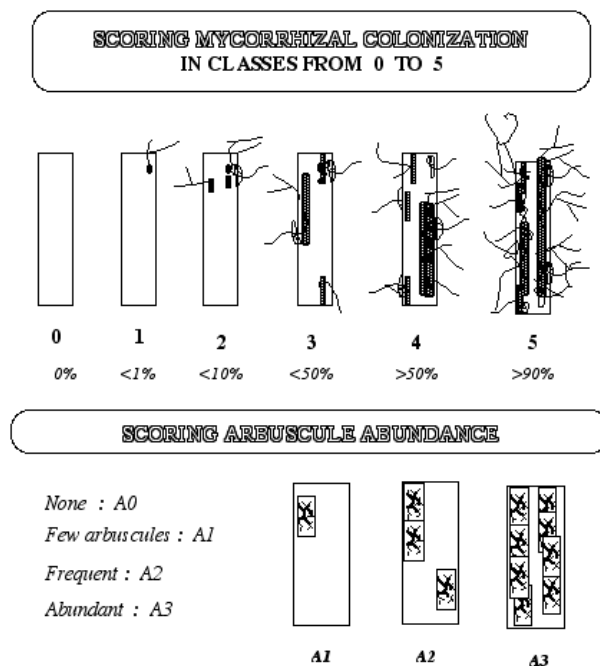 SCORING MYCORRHIZAL COLONIZATION
IN CLASSES FROM 0 TO 5
0 1 2 3 4 5
0% <1% <10% <50% >50% >90%
SCORING ARBUSCULE ABUNDANCE
None : A0
Few arbuscules : A1
Frequent : A2
Abundant : A3
A1 A2 A3